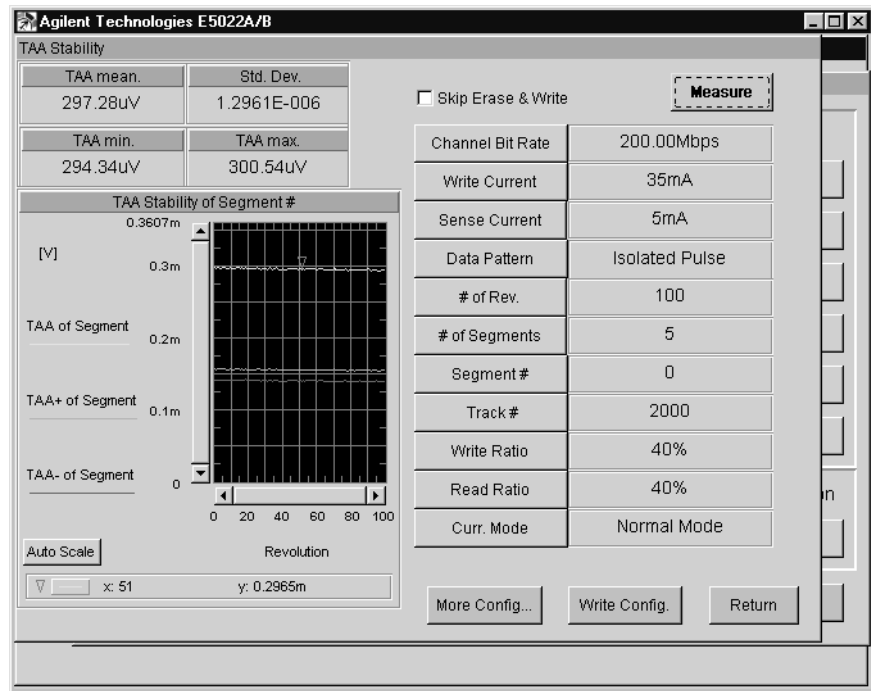 Agilent Technologies E5022A/B
TAA Stability
TAA mean. Std. Dev.
297.28uV 1.2961E-006
TAA min. TAA max.
294.34uV 300.54uV
Skip Erase & Write
Measure
Channel Bit Rate 200.00Mbps
Write Current 35mA
Sense Current 5mA
Data Pattern Isolated Pulse
# of Rev. 100
# of Segments 5
Segment # 0
Track # 2000
Write Ratio 40%
Read Ratio 40%
Curr. Mode Normal Mode
TAA Stability of Segment #
0.3607m
[V]
0.3m
TAA of Segment
0.2m
TAA+ of Segment
0.1m
TAA- of Segment
0
0 20 40 60 80 100
Auto Scale
Revolution
x: 51 y: 0.2965m
More Config... Write Config. Return
on